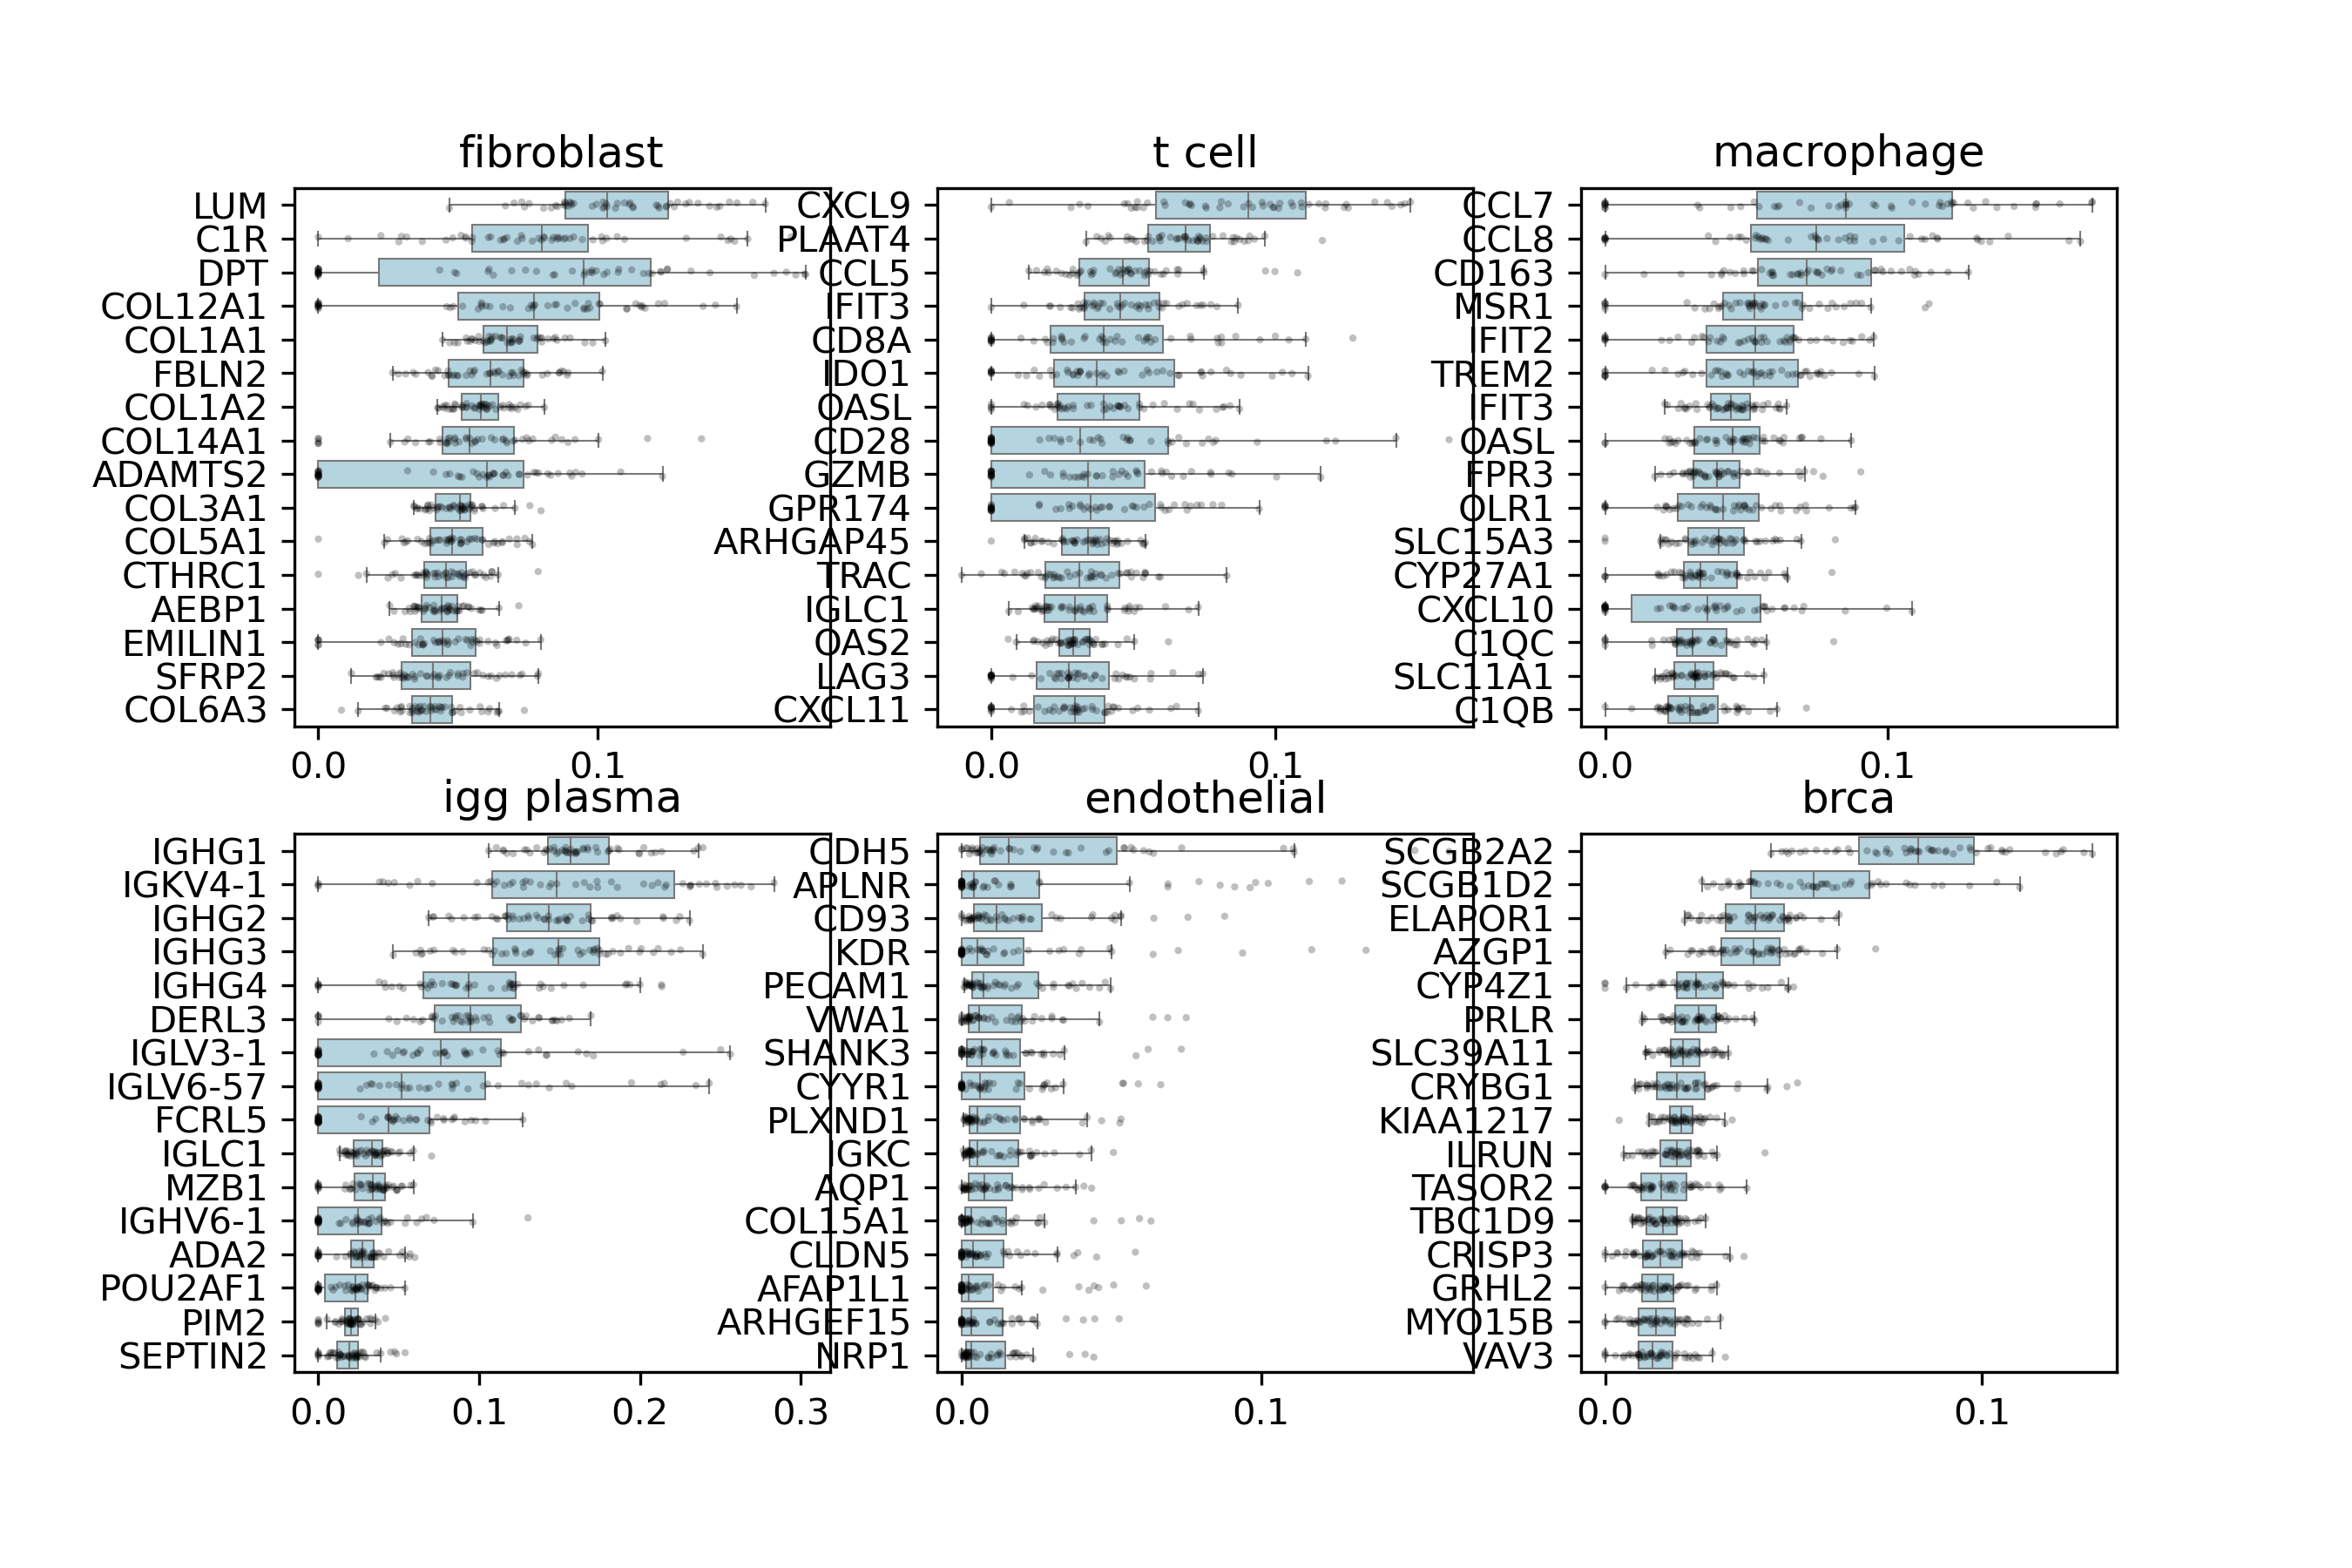 fibroblast
LUM
C1R
DPT
COL12A1
COL1A1
FBLN2
COL1A2
COL14A1
ADAMTS2
COL3A1
COL5A1
CTHRC1
AEBP1
EMILIN1
SFRP2
COL6A3
0.0 0.1
t cell
CXCL9
PLAAT4
CCL5
IFIT3
CD8A
IDO1
OASL
CD28
GZMB
GPR174
ARHGAP45
TRAC
IGLC1
OAS2
LAG3
CXCL11
0.0 0.1
macrophage
CCL7
CCL8
CD163
MSR1
IFIT2
TREM2
IFIT3
OASL
FPR3
OLR1
SLC15A3
CYP27A1
CXCL10
C1QC
SLC11A1
C1QB
0.0 0.1
igg plasma
IGHG1
IGKV4-1
IGHG2
IGHG3
IGHG4
DERL3
IGLV3-1
IGLV6-57
FCRL5
IGLC1
MZB1
IGHV6-1
ADA2
POU2AF1
PIM2
SEPTIN2
0.0 0.1 0.2 0.3
endothelial
CDH5
APLNR
CD93
KDR
PECAM1
VWA1
SHANK3
CYYR1
PLXND1
IGKC
AQP1
COL15A1
CLDN5
AFAP1L1
ARHGEF15
NRP1
0.0 0.1
brca
SCGB2A2
SCGB1D2
ELAPOR1
AZGP1
CYP4Z1
PRLR
SLC39A11
CRYBG1
KIAA1217
ILRUN
TASOR2
TBC1D9
CRISP3
GRHL2
MYO15B
VAV3
0.0 0.1